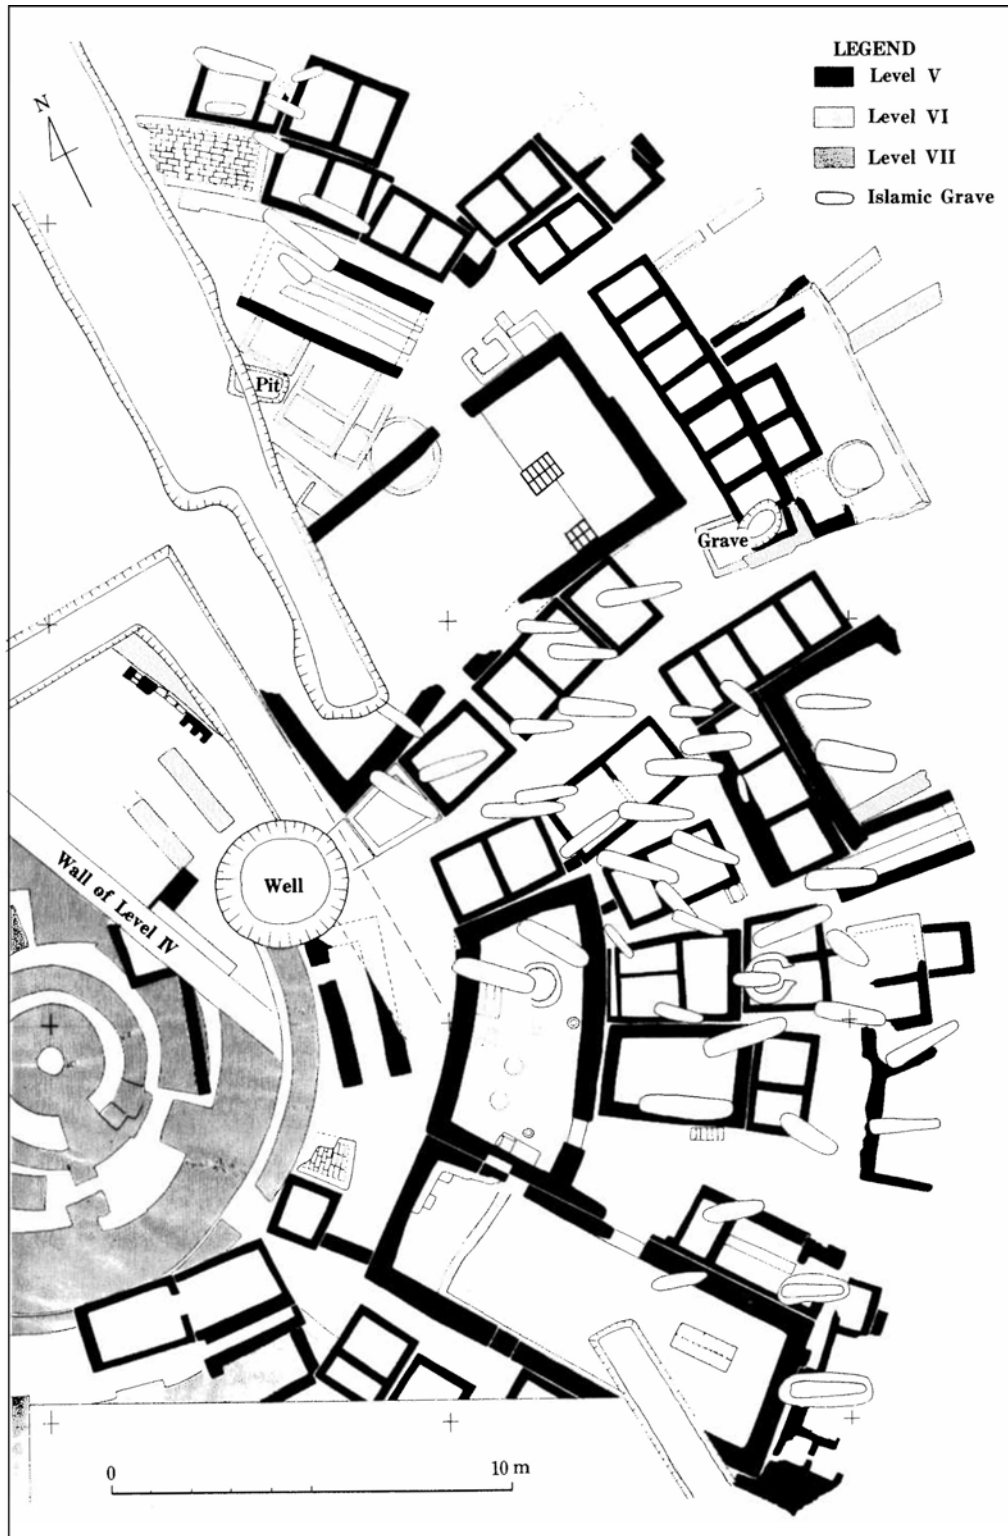 LEGEND
Level V
Level VI
Level VII
Islamic Grave
N
Pit
Grave
Well
Wall of Level IV
0 10 m